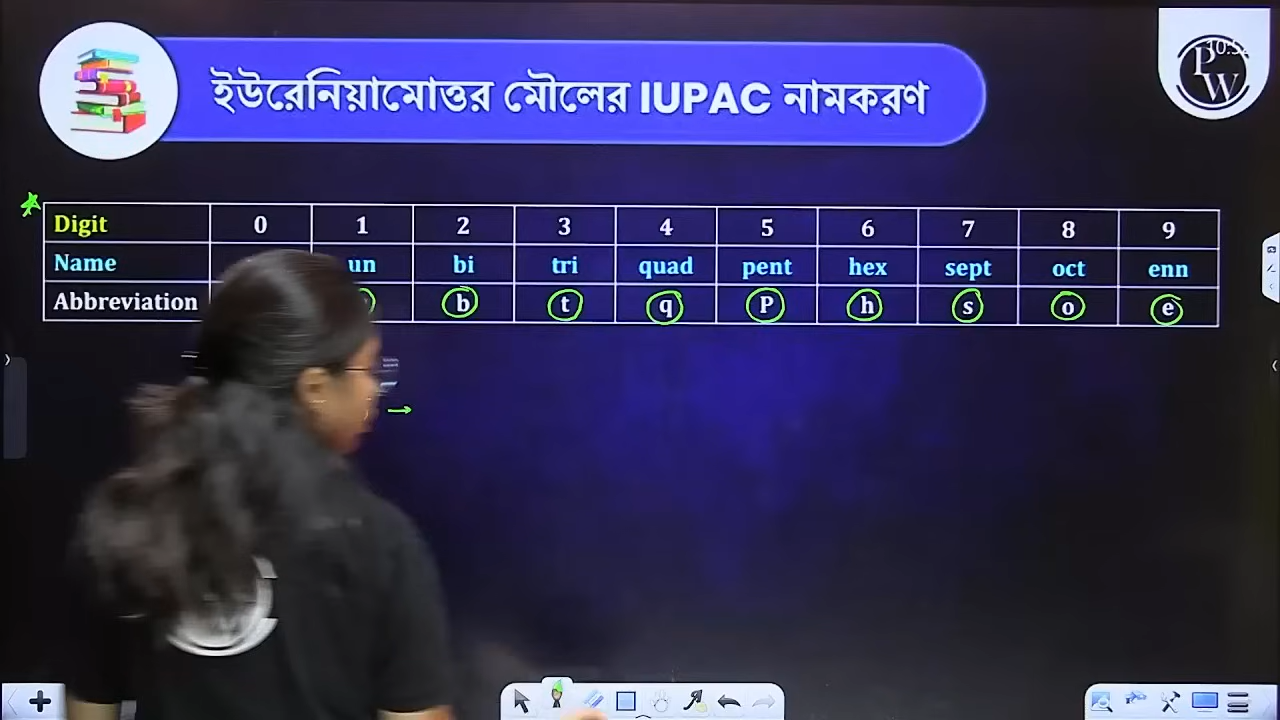 ইউরেনিয়ামোত্তর মৌলের IUPAC নামকরণ
PW
Digit 0 1 2 3 4 5 6 7 8 9
Name un bi tri quad pent hex sept oct enn
Abbreviation b t q P h s o e